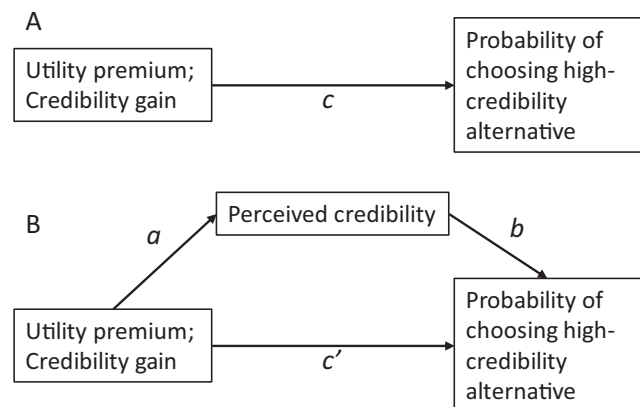 A
Utility premium;
Credibility gain
c
Probability of
choosing high-
credibility
alternative
B
a
Perceived credibility
b
Utility premium;
Credibility gain
c'
Probability of
choosing high-
credibility
alternative